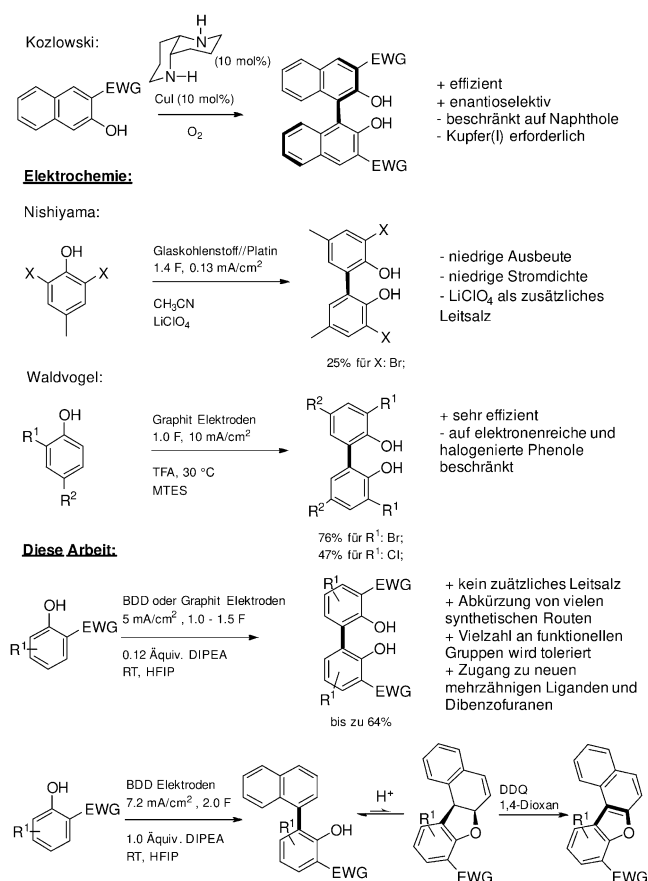 Kozlowski:
H
N
(10 mol%)
N-H
EWG
OH
CuI (10 mol%)
O2
EWG
OH
OH
EWG
+ effizient
+ enantioselektiv
- beschränkt auf Naphthole
- Kupfer(I) erforderlich
Elektrochemie:
Nishiyama:
OH
X X
Glaskohlenstoff//Platin
1.4 F, 0.13 mA/cm²
CH3CN
LiClO4
X
OH
OH
X
25% für X: Br;
- niedrige Ausbeute
- niedrige Stromdichte
- LiClO4 als zusätzliches
Leitsalz
Waldvogel:
OH
R¹
R²
Graphit Elektroden
1.0 F, 10 mA/cm²
TFA, 30 °C
MTES
R² R¹
OH
OH
R² R¹
76% für R¹: Br;
47% für R¹: Cl;
+ sehr effizient
- auf elektronenreiche und
halogenierte Phenole
beschränkt
Diese Arbeit:
OH
EWG
R¹
BDD oder Graphit Elektroden
5 mA/cm² , 1.0 - 1.5 F
0.12 Äquiv. DIPEA
RT, HFIP
R¹ EWG
OH
OH
R¹ EWG
bis zu 64%
+ kein zuätzliches Leitsalz
+ Abkürzung von vielen
synthetischen Routen
+ Vielzahl an funktionellen
Gruppen wird toleriert
+ Zugang zu neuen
mehrzähnigen Liganden und
Dibenzofuranen
OH
EWG
R¹
BDD Elektroden
7.2 mA/cm² , 2.0 F
1.0 Äquiv. DIPEA
RT, HFIP
R¹
OH
EWG
H⁺
R¹ H H
O
EWG
DDQ
1,4-Dioxan
R¹
O
EWG